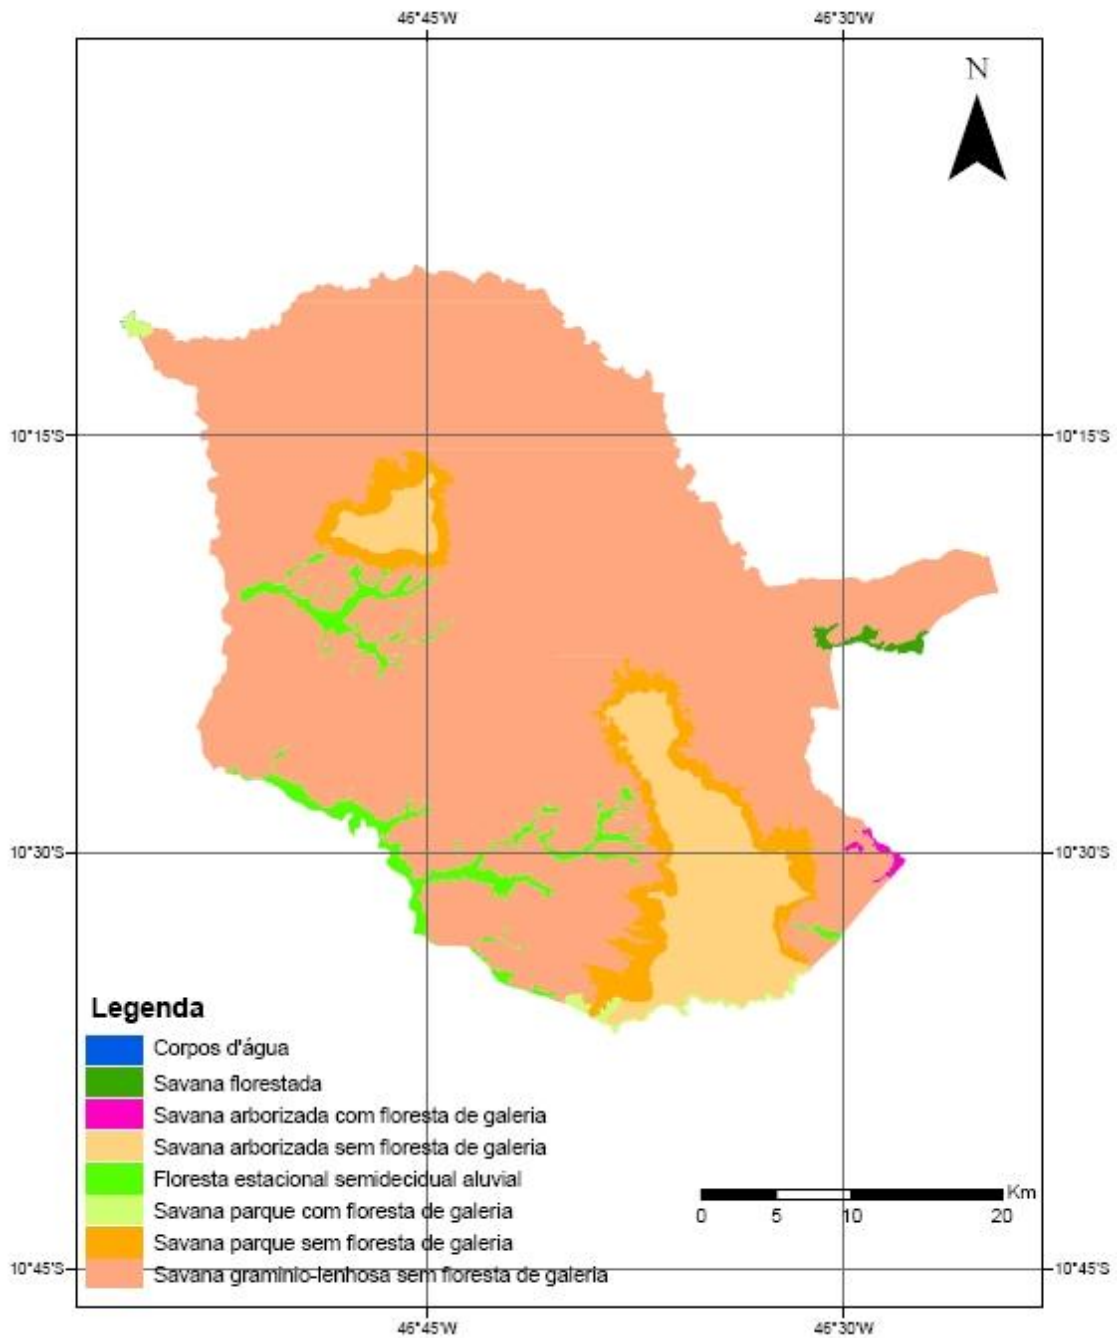 46°45'W 46°30'W
N
10°15'S 10°15'S
10°30'S 10°30'S
Legenda
Corpos d'água
Savana florestada
Savana arborizada com floresta de galeria
Savana arborizada sem floresta de galeria
Floresta estacional semidecidual aluvial
Savana parque com floresta de galeria
Savana parque sem floresta de galeria
Savana graminio-lenhosa sem floresta de galeria
Km
0 5 10 20
10°45'S 10°45'S
46°45'W 46°30'W